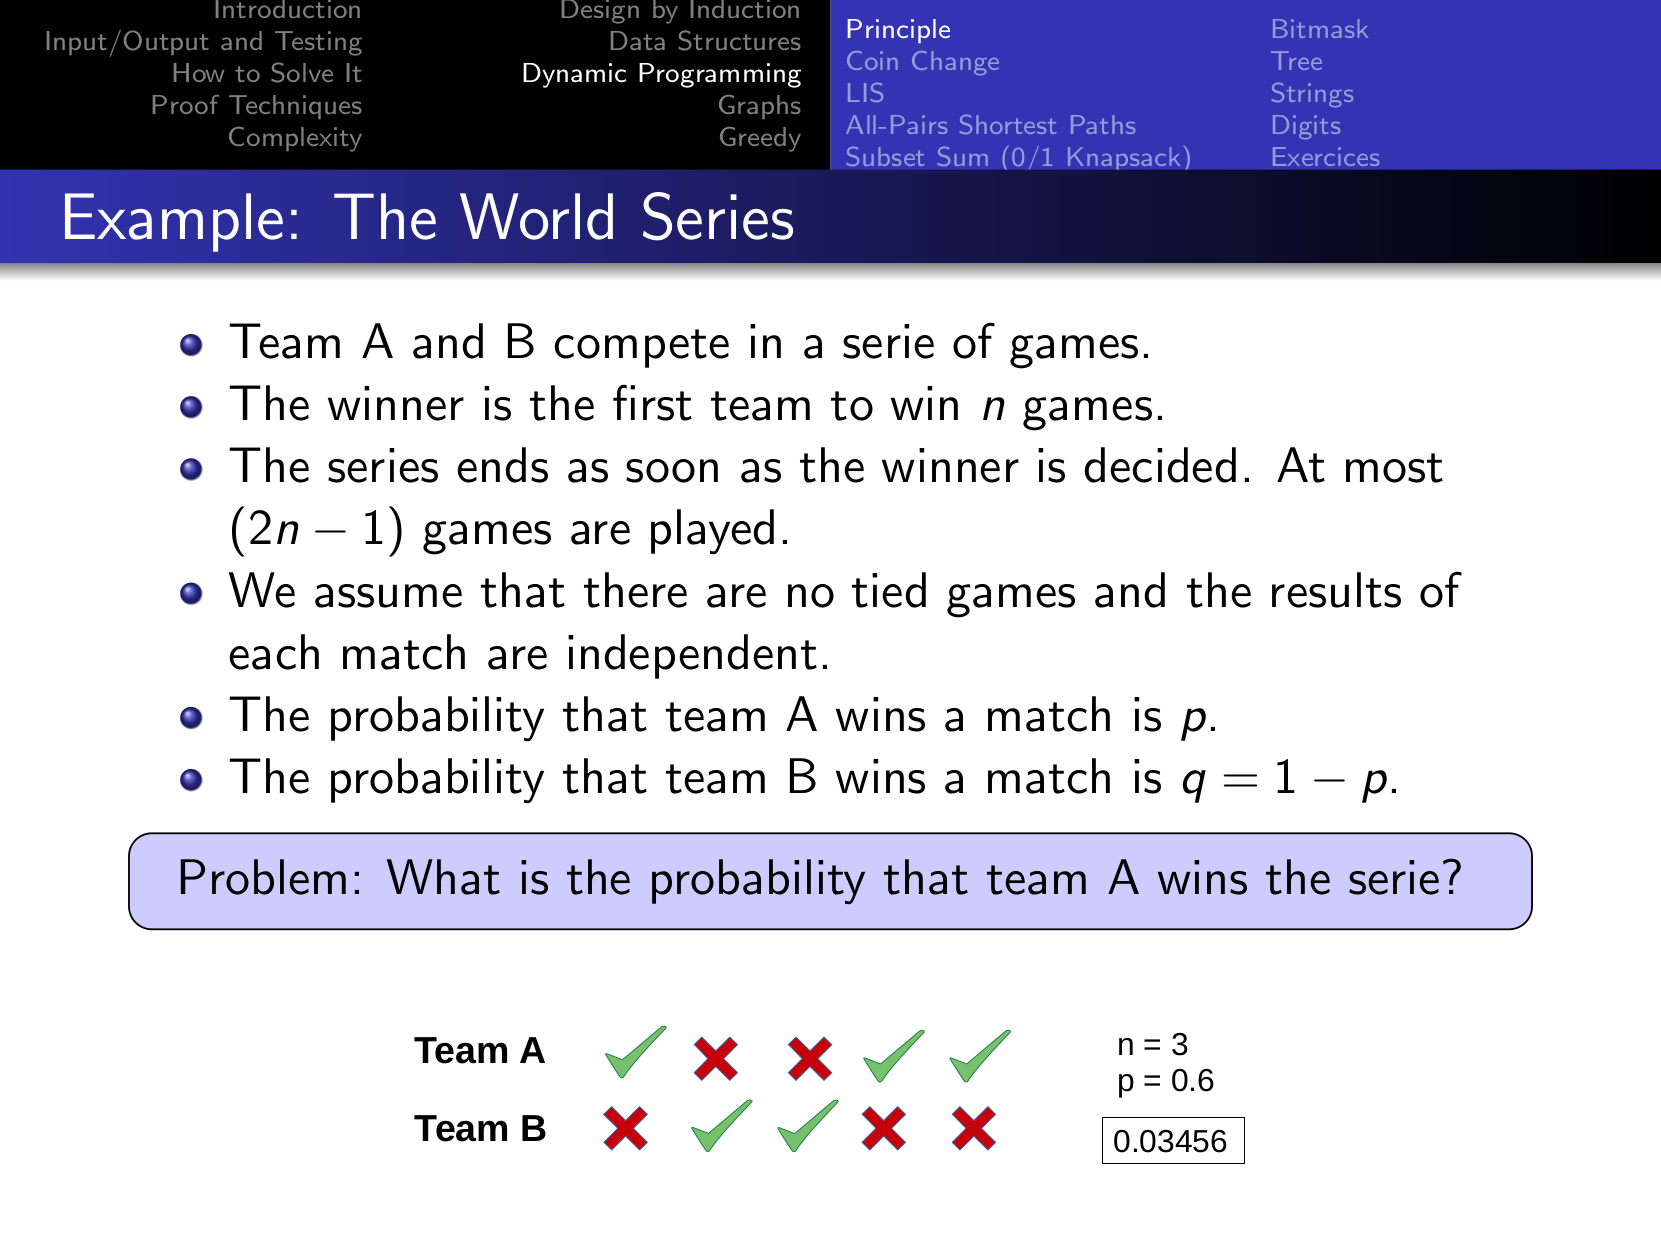 Introduction
Input/Output and Testing
How to Solve It
Proof Techniques
Complexity
Design by Induction
Data Structures
Dynamic Programming
Graphs
Greedy
Principle
Coin Change
LIS
All-Pairs Shortest Paths
Subset Sum (0/1 Knapsack)
Bitmask
Tree
Strings
Digits
Exercices
Example: The World Series
Team A and B compete in a serie of games.
The winner is the first team to win n games.
The series ends as soon as the winner is decided. At most
(2n − 1) games are played.
We assume that there are no tied games and the results of
each match are independent.
The probability that team A wins a match is p.
The probability that team B wins a match is q = 1 − p.
Problem: What is the probability that team A wins the serie?
Team A
Team B
n = 3
p = 0.6
0.03456